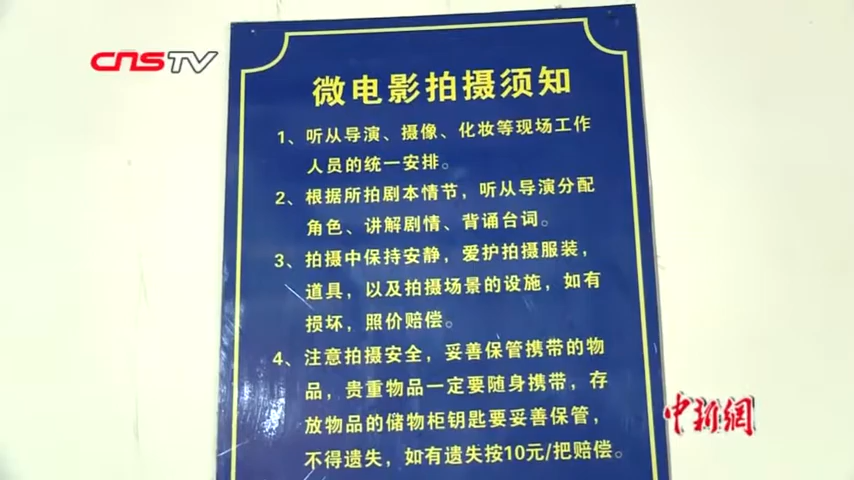 CNSTV
微电影拍摄须知
1、听从导演、摄像、化妆等现场工作
人员的统一安排。
2、根据所拍剧本情节，听从导演分配
角色、讲解剧情、背诵台词。
3、拍摄中保持安静，爱护拍摄服装，
道具，以及拍摄场景的设施，如有
损坏，照价赔偿。
4、注意拍摄安全，妥善保管携带的物
品，贵重物品一定要随身携带，存
放物品的储物柜钥匙要妥善保管，
不得遗失，如有遗失按10元/把赔偿。
中新網